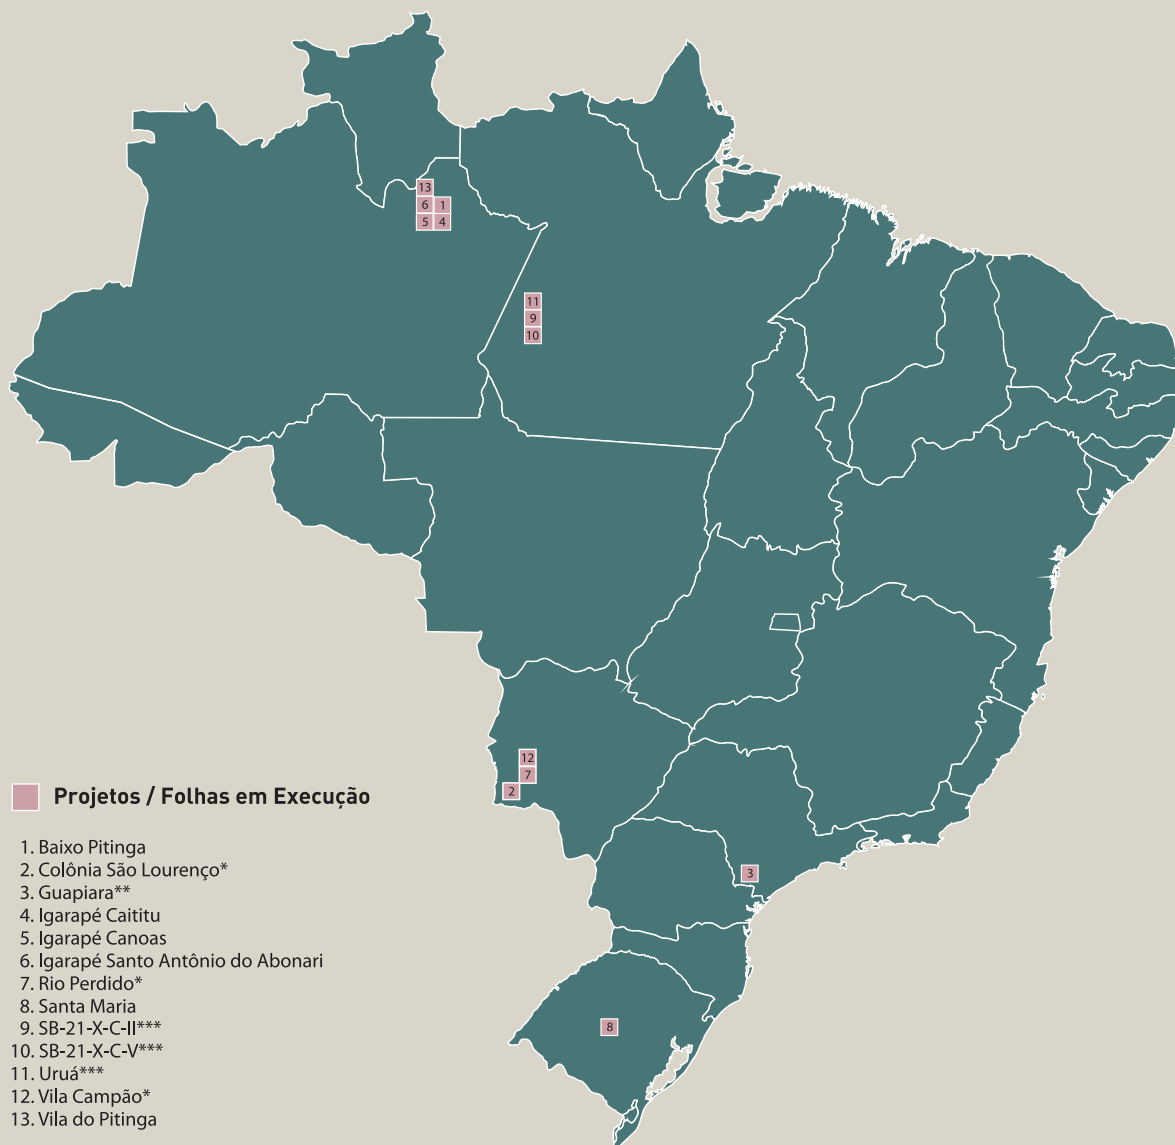 13
6 1
5 4
11
9
10
12
7
2
3
8
Projetos / Folhas em Execução
1. Baixo Pitinga
2. Colônia São Lourenço*
3. Guapiara**
4. Igarapé Caititu
5. Igarapé Canoas
6. Igarapé Santo Antônio do Abonari
7. Rio Perdido*
8. Santa Maria
9. SB-21-X-C-II***
10. SB-21-X-C-V***
11. Uruá***
12. Vila Campão*
13. Vila do Pitinga